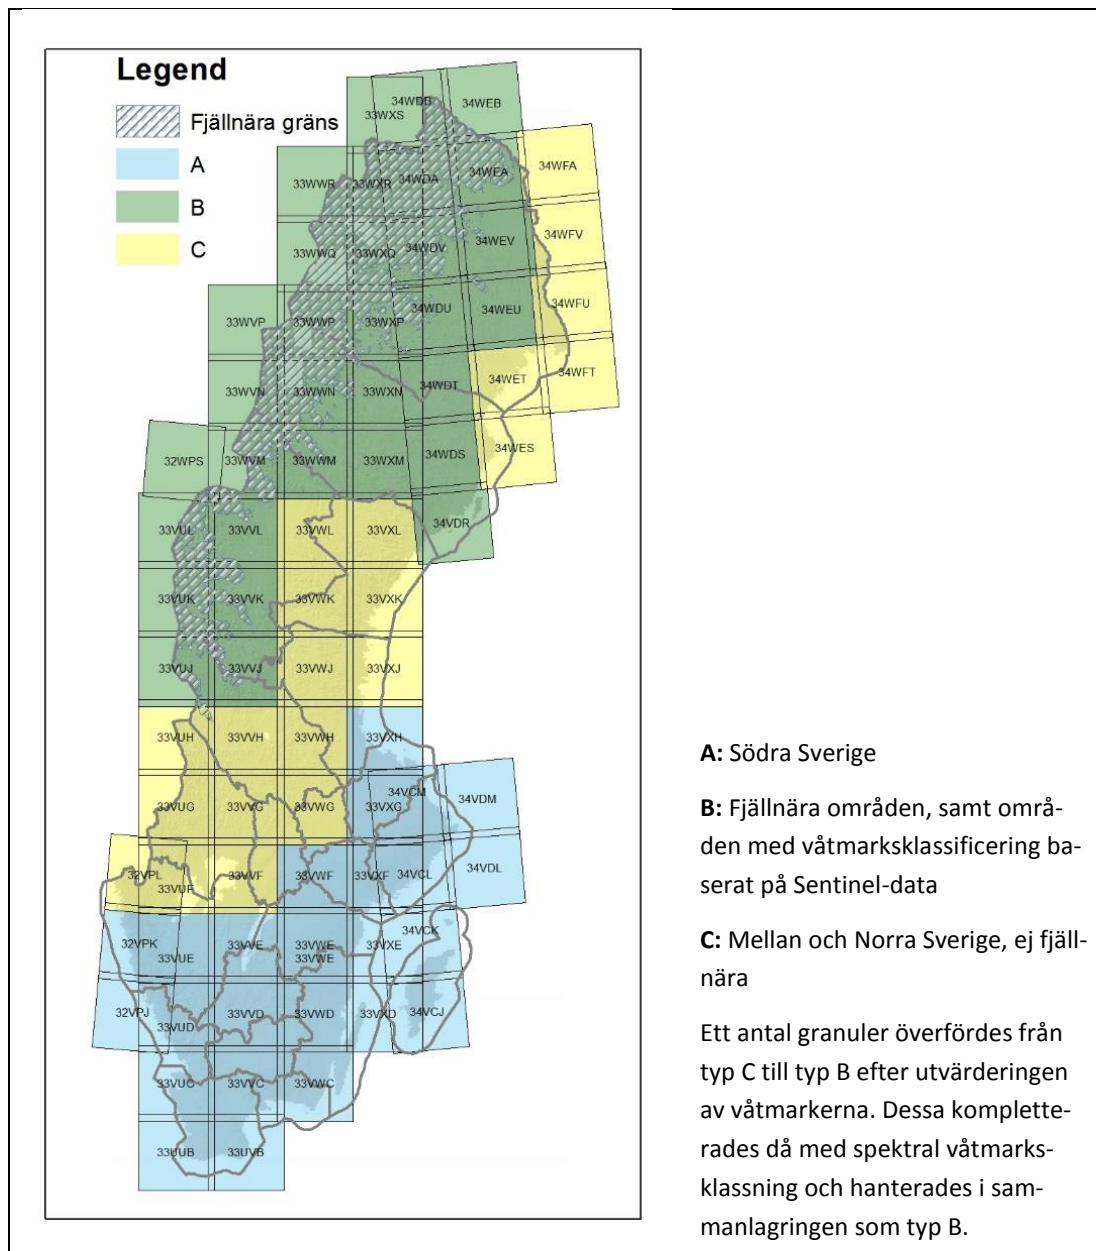 Legend
Fjällnära gräns
A
B
C
34WDB
34WEB
33WXS
34WFA
33WWR
33WXR
34WDA
34WEA
34WFV
33WWQ
33WXQ
34WDV
34WEV
34WFU
33WVP
33WWP
33WXP
34WDU
34WEU
34WFT
33WVN
33WWN
33WXN
34WDT
34WET
32WPS
33WVM
33WWM
33WXM
34WDS
34WES
33VUL
33VVL
33VWL
33VXL
34VDR
33VUK
33VVK
33VWK
33VXK
33VUJ
33VVJ
33VWJ
33VXJ
33VUH
33VVH
33VWH
33VXH
33VUG
33VVG
33VWG
33VXG
34VCM
34VDM
32VPL
33VUF
33VVF
33VWF
33VXF
34VCL
34VDL
32VPK
33VUE
33VVE
33VWE
33VWE
33VXE
34VCK
32VPJ
33VUD
33VVD
33VWD
33VXD
34VCJ
33VUC
33VVC
33VWC
33UUB
33UVB
A: Södra Sverige
B: Fjällnära områden, samt områ-
den med våtmarksklassificering ba-
serat på Sentinel-data
C: Mellan och Norra Sverige, ej fjäll-
nära
Ett antal granuler överfördes från
typ C till typ B efter utvärderingen
av våtmarkerna. Dessa komplette-
rades då med spektral våtmarks-
klassning och hanterades i sam-
manlagringen som typ B.